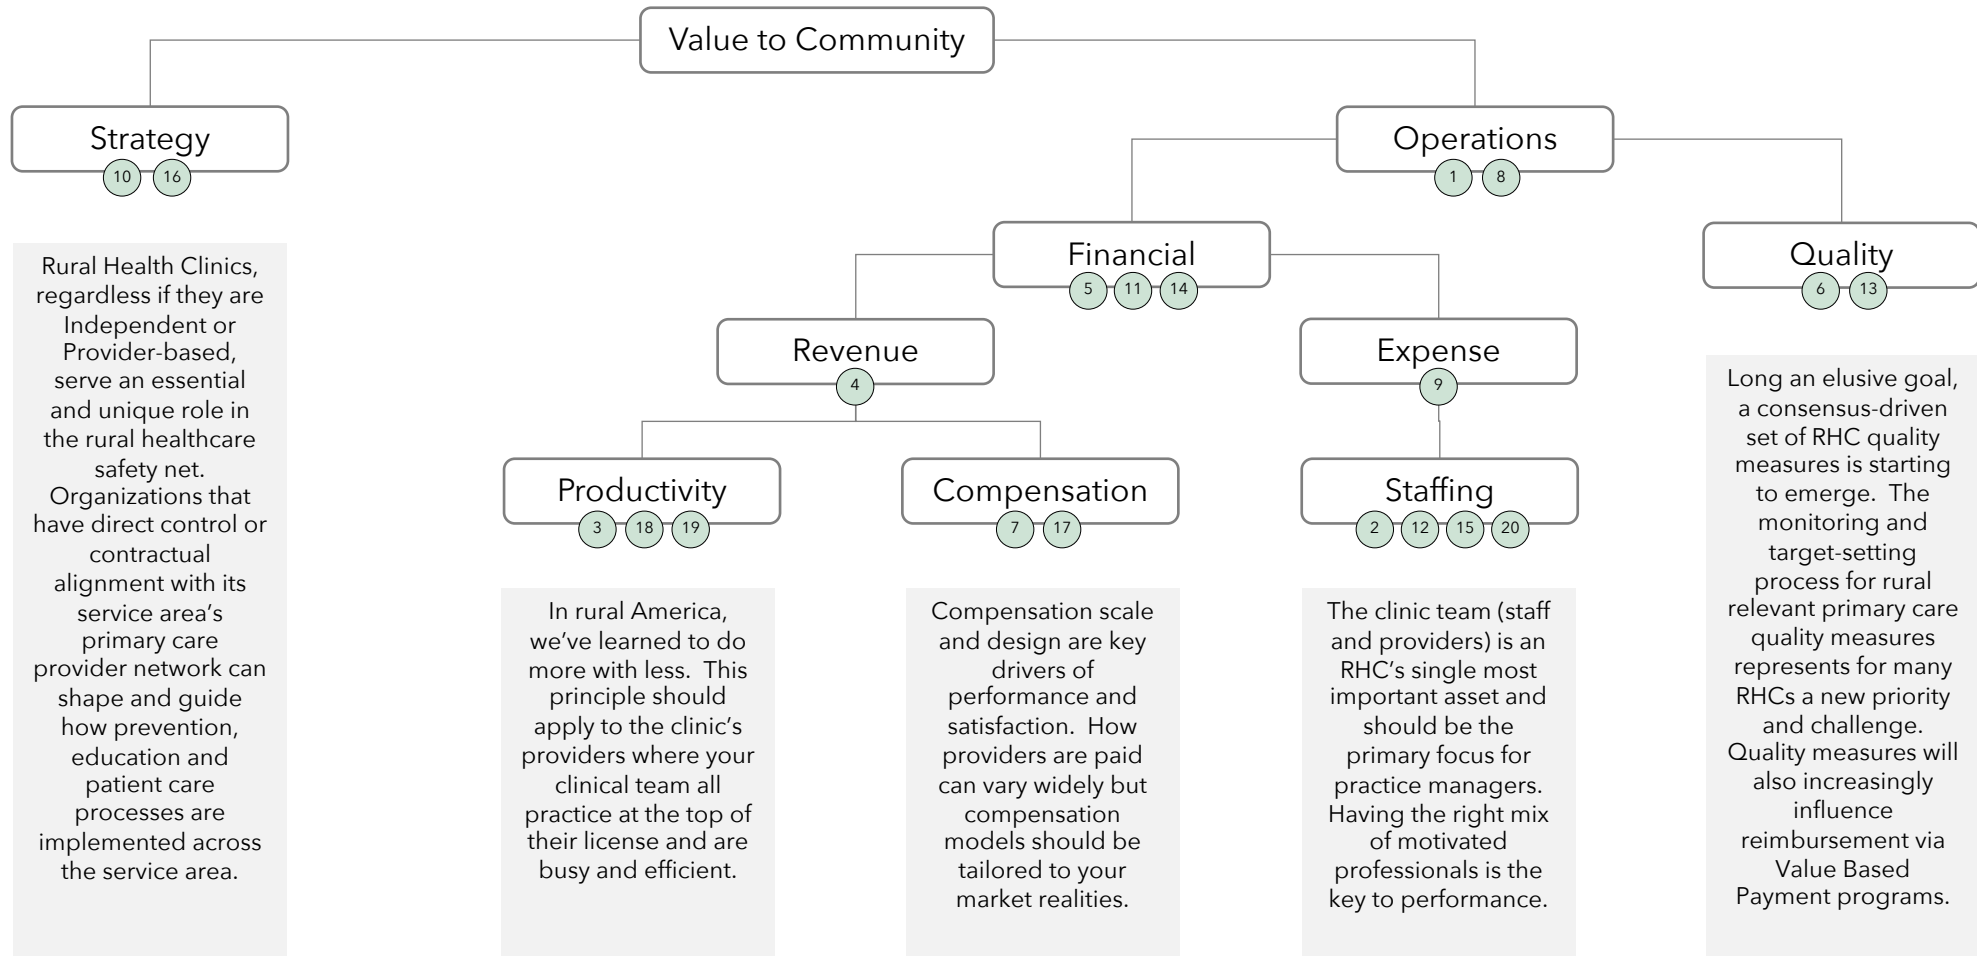 Value to Community
Strategy
10 16
Operations
1 8
Financial
5 11 14
Quality
6 13
Revenue
4
Expense
9
Productivity
3 18 19
Compensation
7 17
Staffing
2 12 15 20
Rural Health Clinics,
regardless if they are
Independent or
Provider-based,
serve an essential
and unique role in
the rural healthcare
safety net.
Organizations that
have direct control or
contractual
alignment with its
service area’s
primary care
provider network can
shape and guide
how prevention,
education and
patient care
processes are
implemented across
the service area.
In rural America,
we’ve learned to do
more with less.  This
principle should
apply to the clinic’s
providers where your
clinical team all
practice at the top of
their license and are
busy and efficient.
Compensation scale
and design are key
drivers of
performance and
satisfaction.  How
providers are paid
can vary widely but
compensation
models should be
tailored to your
market realities.
The clinic team (staff
and providers) is an
RHC’s single most
important asset and
should be the
primary focus for
practice managers.
Having the right mix
of motivated
professionals is the
key to performance.
Long an elusive goal,
a consensus-driven
set of RHC quality
measures is starting
to emerge.  The
monitoring and
target-setting
process for rural
relevant primary care
quality measures
represents for many
RHCs a new priority
and challenge.
Quality measures will
also increasingly
influence
reimbursement via
Value Based
Payment programs.